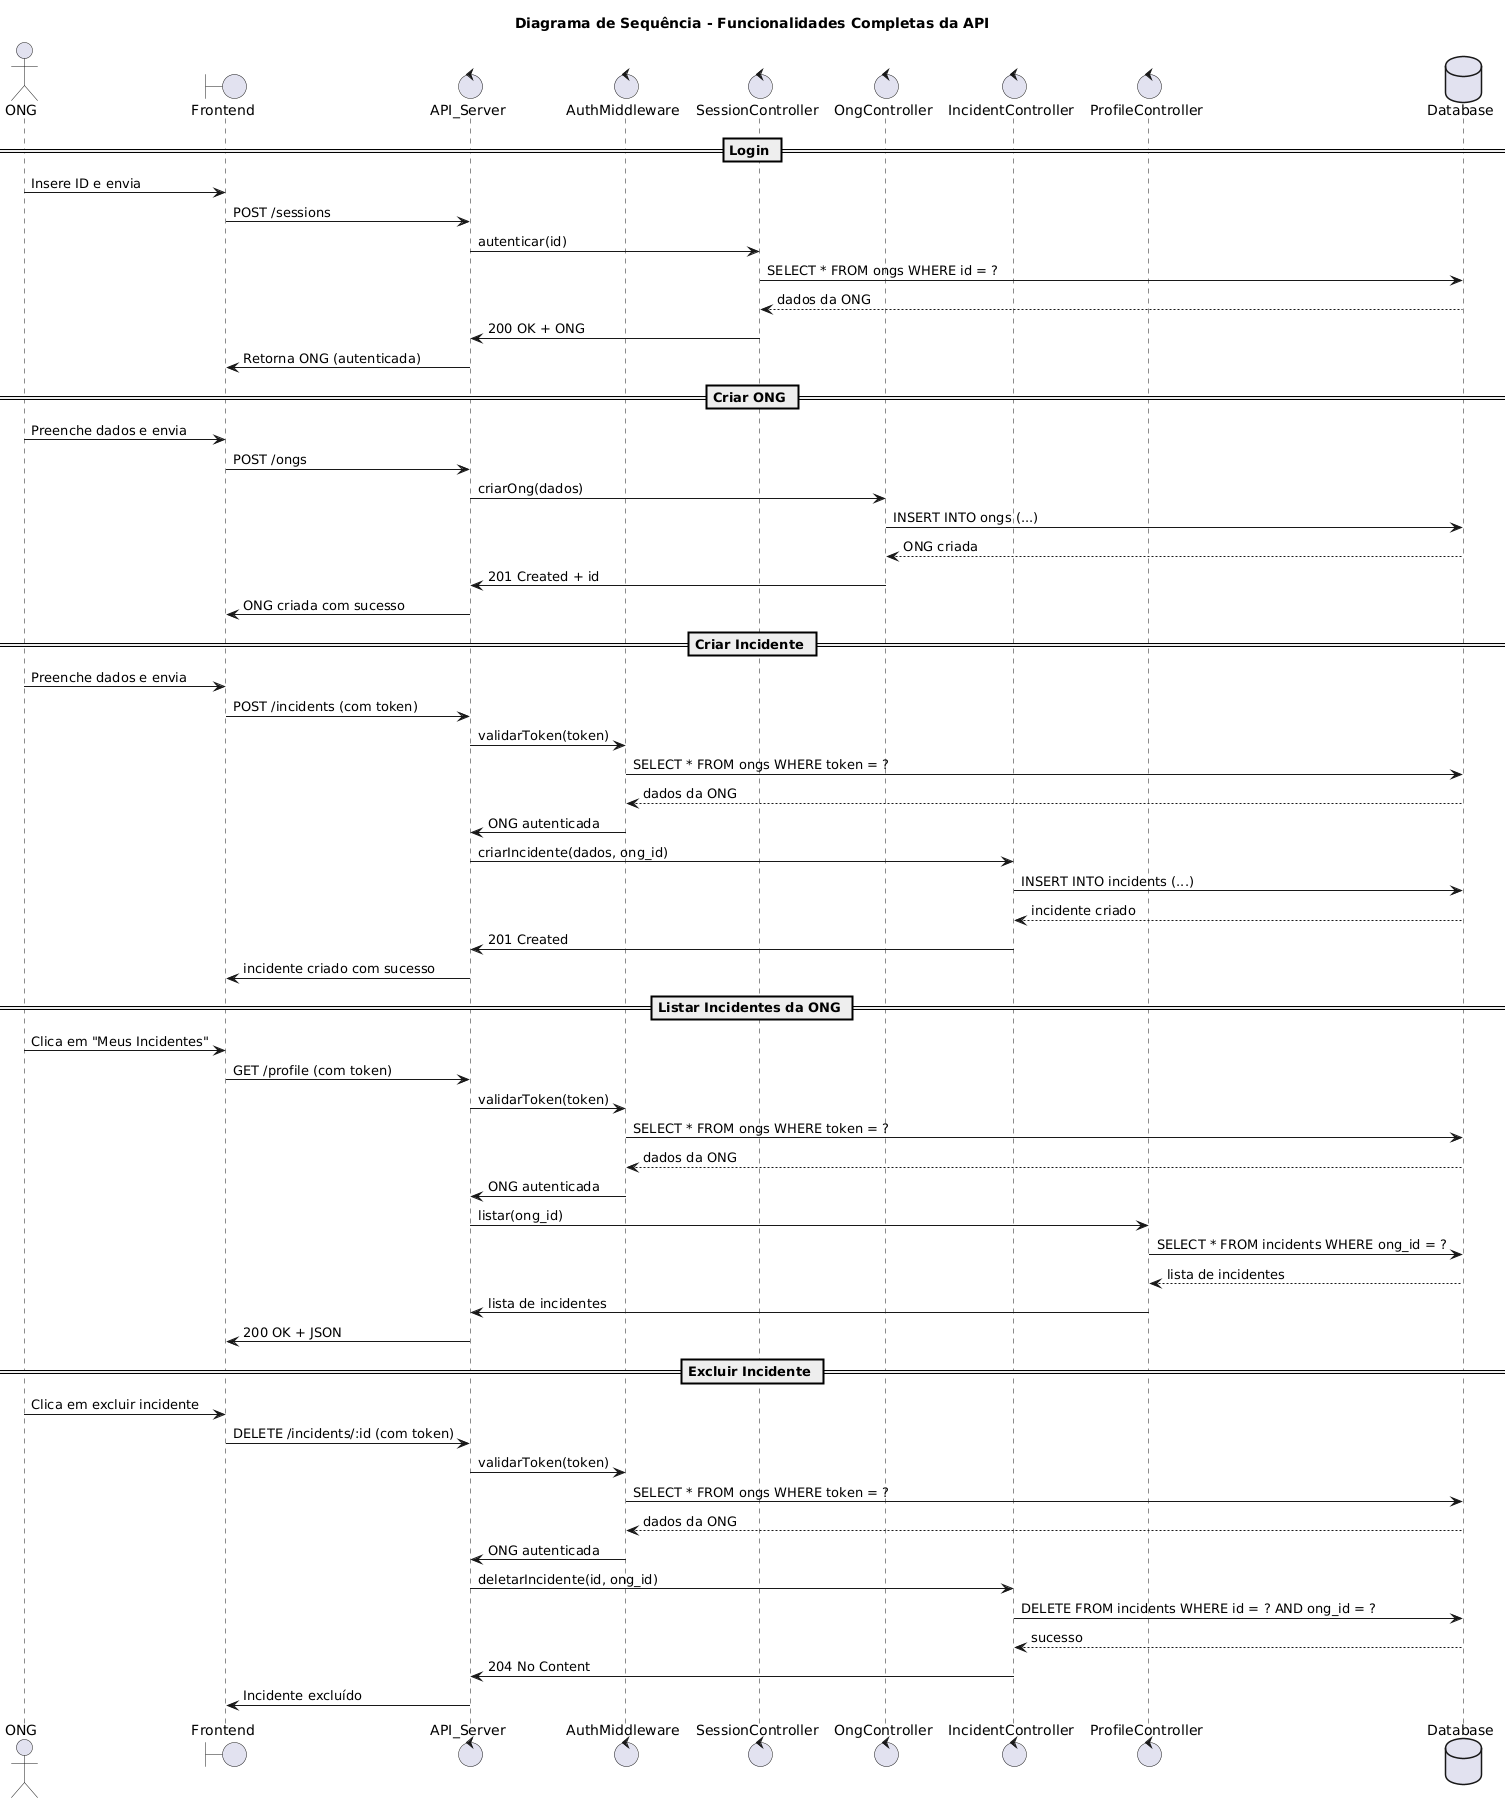 Diagrama de Sequência - Funcionalidades Completas da API
ONG
Frontend
API_Server
AuthMiddleware
SessionController
OngController
IncidentController
ProfileController
Database
Login
Insere ID e envia
POST /sessions
autenticar(id)
SELECT * FROM ongs WHERE id = ?
dados da ONG
200 OK + ONG
Retorna ONG (autenticada)
Criar ONG
Preenche dados e envia
POST /ongs
criarOng(dados)
INSERT INTO ongs (...)
ONG criada
201 Created + id
ONG criada com sucesso
Criar Incidente
Preenche dados e envia
POST /incidents (com token)
validarToken(token)
SELECT * FROM ongs WHERE token = ?
dados da ONG
ONG autenticada
criarIncidente(dados, ong_id)
INSERT INTO incidents (...)
incidente criado
201 Created
incidente criado com sucesso
Listar Incidentes da ONG
Clica em "Meus Incidentes"
GET /profile (com token)
validarToken(token)
SELECT * FROM ongs WHERE token = ?
dados da ONG
ONG autenticada
listar(ong_id)
SELECT * FROM incidents WHERE ong_id = ?
lista de incidentes
lista de incidentes
200 OK + JSON
Excluir Incidente
Clica em excluir incidente
DELETE /incidents/:id (com token)
validarToken(token)
SELECT * FROM ongs WHERE token = ?
dados da ONG
ONG autenticada
deletarIncidente(id, ong_id)
DELETE FROM incidents WHERE id = ? AND ong_id = ?
sucesso
204 No Content
Incidente excluído
ONG
Frontend
API_Server
AuthMiddleware
SessionController
OngController
IncidentController
ProfileController
Database